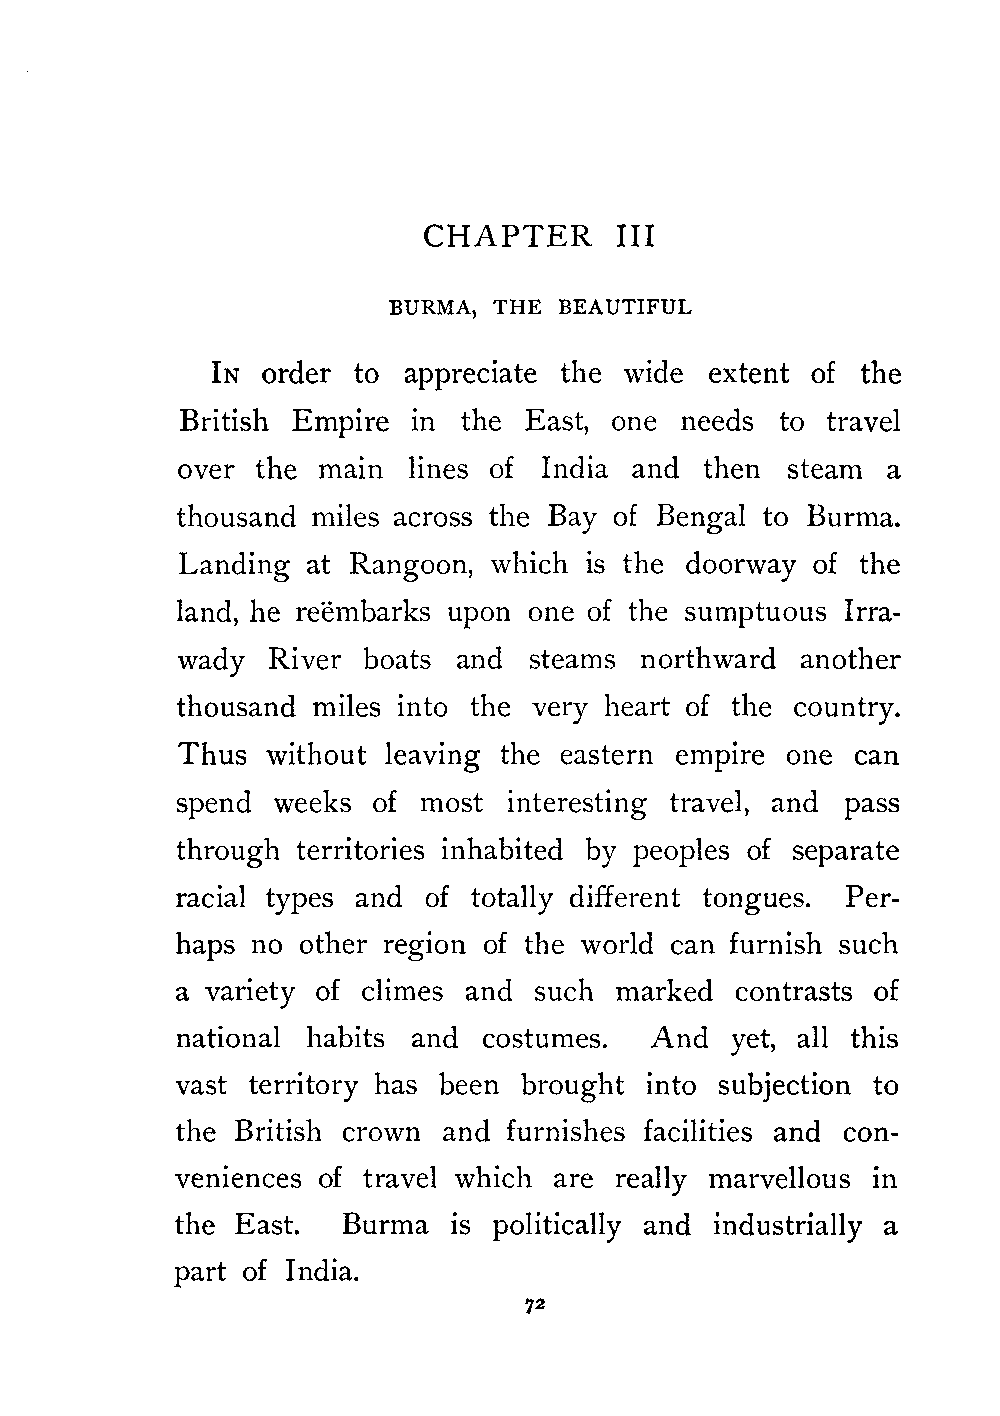 CHAPTER III
BURMA, THE BEAUTIFUL
IN order to appreciate the wide extent of the
British Empire in the East, one needs to travel
over the main lines of India and then steam a
thousand miles across the Bay of Bengal to Burma.
Landing at Rangoon, which is the doorway of the
land, he reëmbarks upon one of the sumptuous Irra-
wady River boats and steams northward another
thousand miles into the very heart of the country.
Thus without leaving the eastern empire one can
spend weeks of most interesting travel, and pass
through territories inhabited by peoples of separate
racial types and of totally different tongues. Per-
haps no other region of the world can furnish such
a variety of climes and such marked contrasts of
national habits and costumes. And yet, all this
vast territory has been brought into subjection to
the British crown and furnishes facilities and con-
veniences of travel which are really marvellous in
the East. Burma is politically and industrially a
part of India.
72